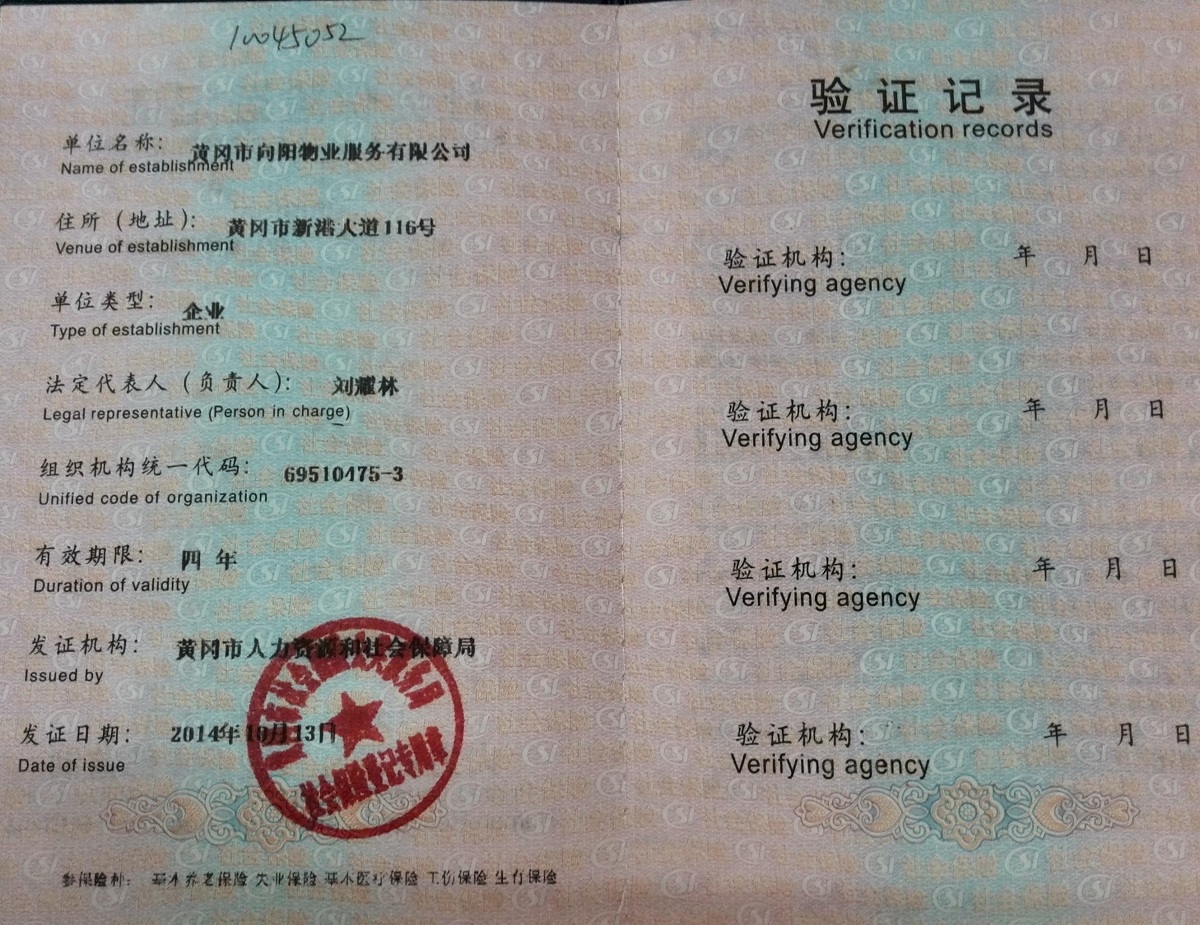 10045052
单位名称: 黄冈市向阳物业服务有限公司
Name of establishment
住所 (地址): 黄冈市新港大道116号
Venue of establishment
单位类型: 企业
Type of establishment
法定代表人 (负责人): 刘耀林
Legal representative (Person in charge)
组织机构统一代码: 69510475-3
Unified code of organization
有效期限: 四 年
Duration of validity
发证机构: 黄冈市人力资源和社会保障局
Issued by
发证日期: 2014年10月13日
Date of issue
社会保险登记专用章
参保险种: 基本养老保险 失业保险 基本医疗保险 工伤保险 生育保险
验证记录
Verification records
验证机构: 年 月 日
Verifying agency
验证机构: 年 月 日
Verifying agency
验证机构: 年 月 日
Verifying agency
验证机构: 年 月 日
Verifying agency